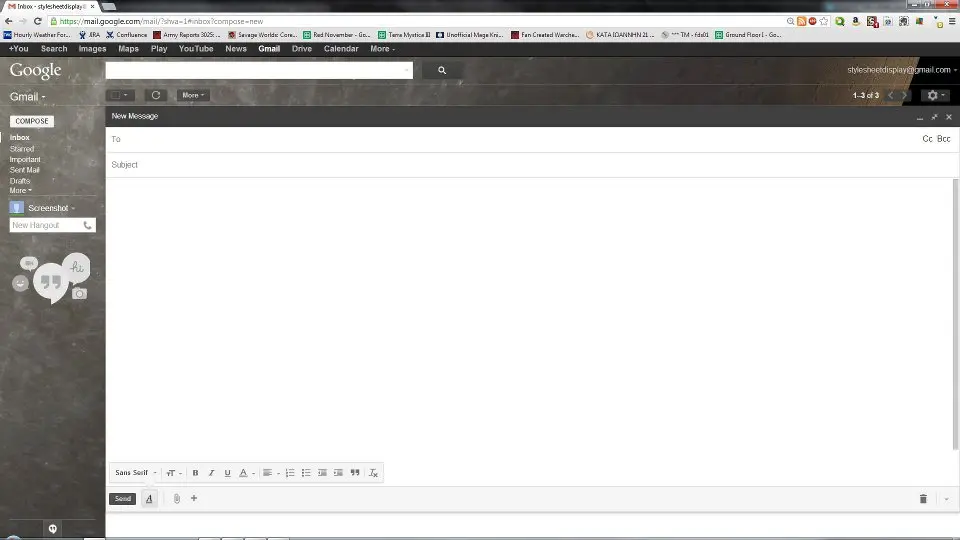 Inbox - stylesheetdisplay
https://mail.google.com/mail/?shva=1#inbox?compose=new
Hourly Weather For... JIRA Confluence Army Reports 3025: ... Savage Worlds: Core... Red November - Go... Terra Mystica III Unofficial Mage Kni... Fan Created Warche... KATA IOANNHN 21 ... *** TM - fds01 Ground Floor I - Go...
+You Search Images Maps Play YouTube News Gmail Drive Calendar More
Google
stylesheetdisplay@gmail.com
Gmail
More
1–3 of 3
COMPOSE
New Message
Inbox
To
Cc Bcc
Starred
Important
Subject
Sent Mail
Drafts
More
Screenshot
New Hangout
hi
Sans Serif
B I U A
Send A